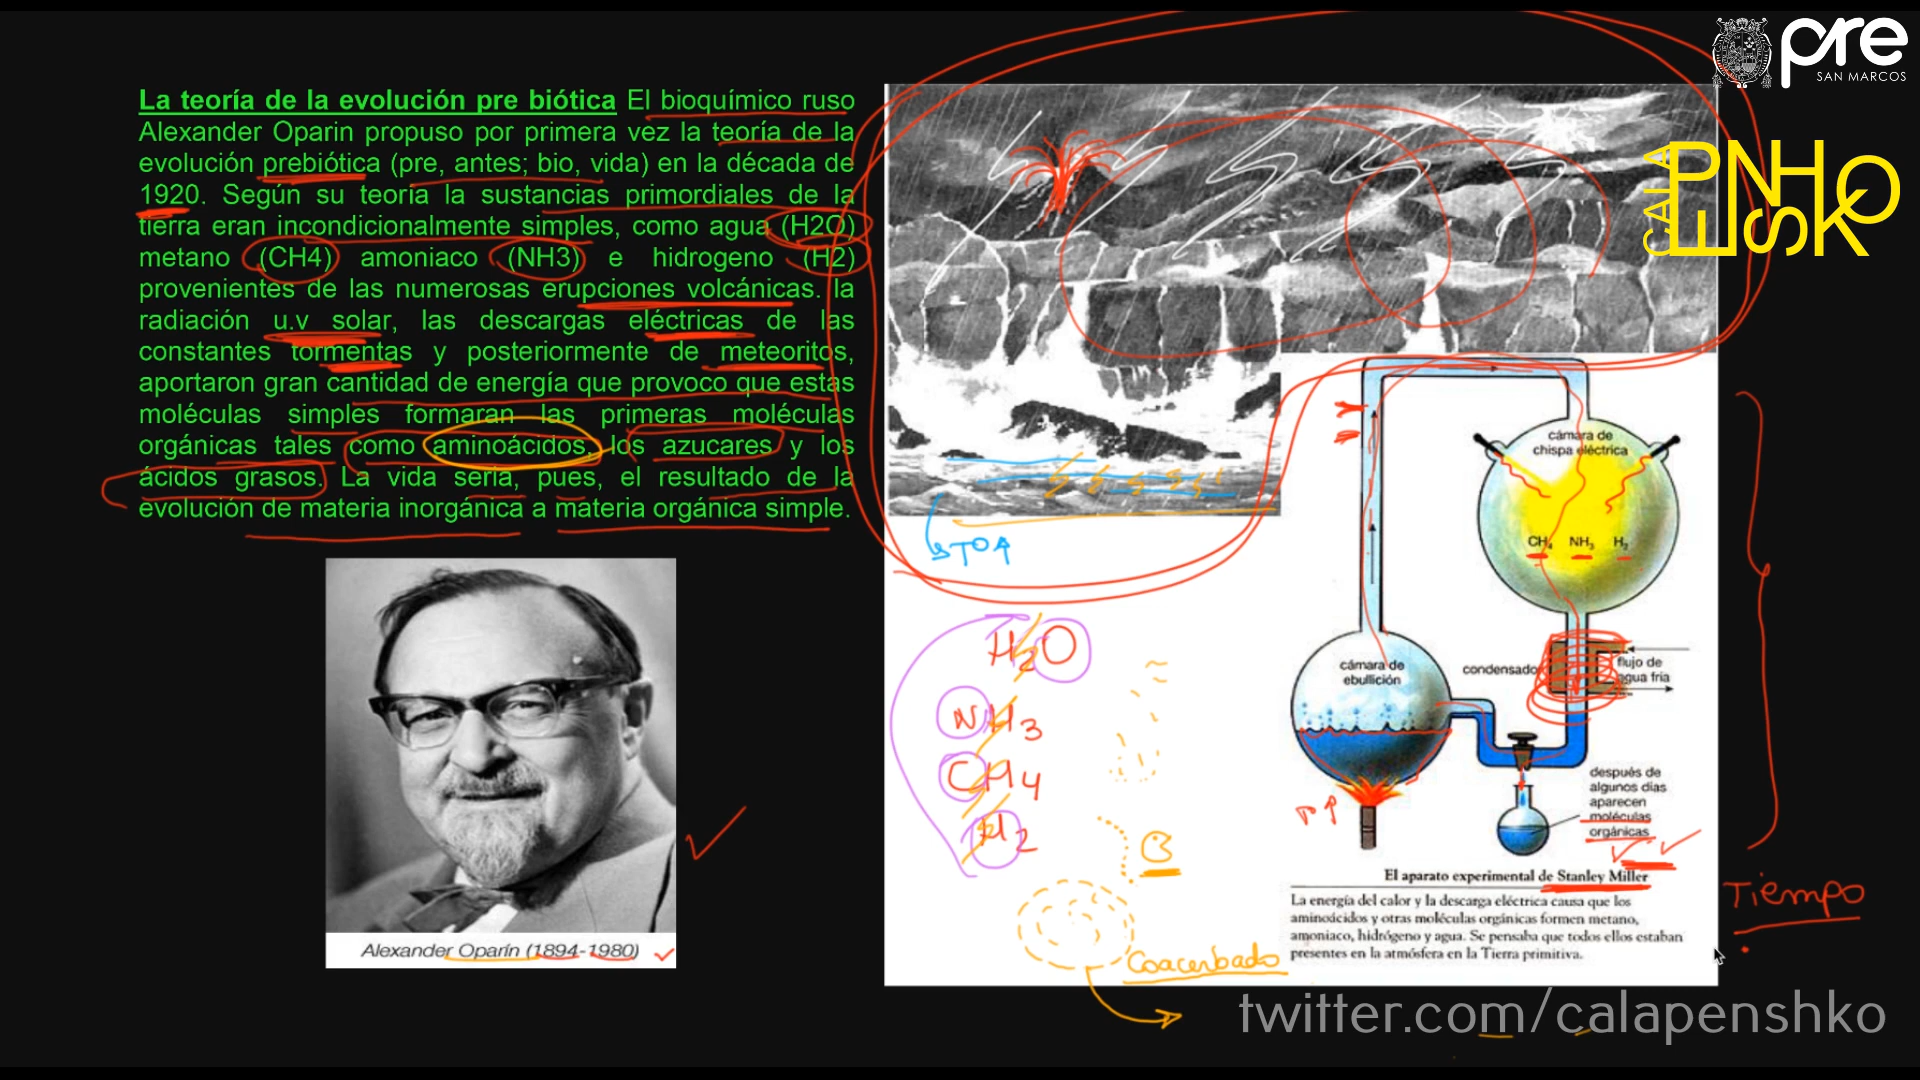 pre
SAN MARCOS
CALA
PENSHKO
La teoría de la evolución pre biótica El bioquímico ruso
Alexander Oparin propuso por primera vez la teoría de la
evolución prebiótica (pre, antes; bio, vida) en la década de
1920. Según su teoría la sustancias primordiales de la
tierra eran incondicionalmente simples, como agua (H2O)
metano (CH4) amoniaco (NH3) e hidrogeno (H2)
provenientes de las numerosas erupciones volcánicas. la
radiación u.v solar, las descargas eléctricas de las
constantes tormentas y posteriormente de meteoritos,
aportaron gran cantidad de energía que provoco que estas
moléculas simples formaran las primeras moléculas
orgánicas tales como aminoácidos, los azucares y los
ácidos grasos. La vida sería, pues, el resultado de la
evolución de materia inorgánica a materia orgánica simple.
Alexander Oparín (1894-1980)
H2O
NH3
CH4
H2
Coacerbado
cámara de
chispa eléctrica
CH4 NH3 H2
cámara de
ebullición
condensado
flujo de
agua fría
después de
algunos días
aparecen
moléculas
orgánicas
El aparato experimental de Stanley Miller
La energía del calor y la descarga eléctrica causa que los
aminoácidos y otras moléculas orgánicas formen metano,
amoniaco, hidrógeno y agua. Se pensaba que todos ellos estaban
presentes en la atmósfera en la Tierra primitiva.
Tiempo
twitter.com/calapenshko